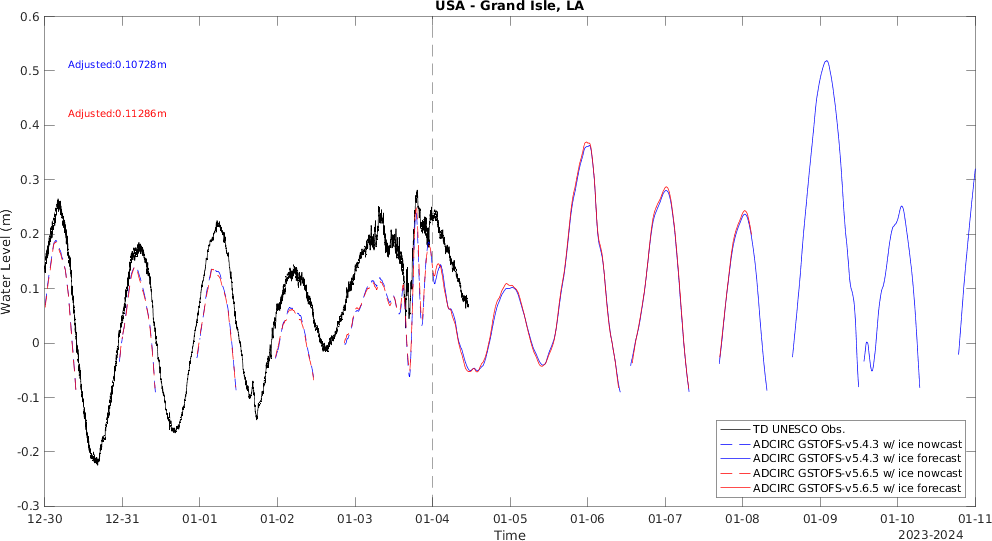 USA - Grand Isle, LA
0.6
0.5
0.4
0.3
0.2
0.1
0
-0.1
-0.2
-0.3
Water Level (m)
Adjusted:0.10728m
Adjusted:0.11286m
TD UNESCO Obs.
ADCIRC GSTOFS-v5.4.3 w/ ice nowcast
ADCIRC GSTOFS-v5.4.3 w/ ice forecast
ADCIRC GSTOFS-v5.6.5 w/ ice nowcast
ADCIRC GSTOFS-v5.6.5 w/ ice forecast
12-30 12-31 01-01 01-02 01-03 01-04 01-05 01-06 01-07 01-08 01-09 01-10 01-11
Time
2023-2024